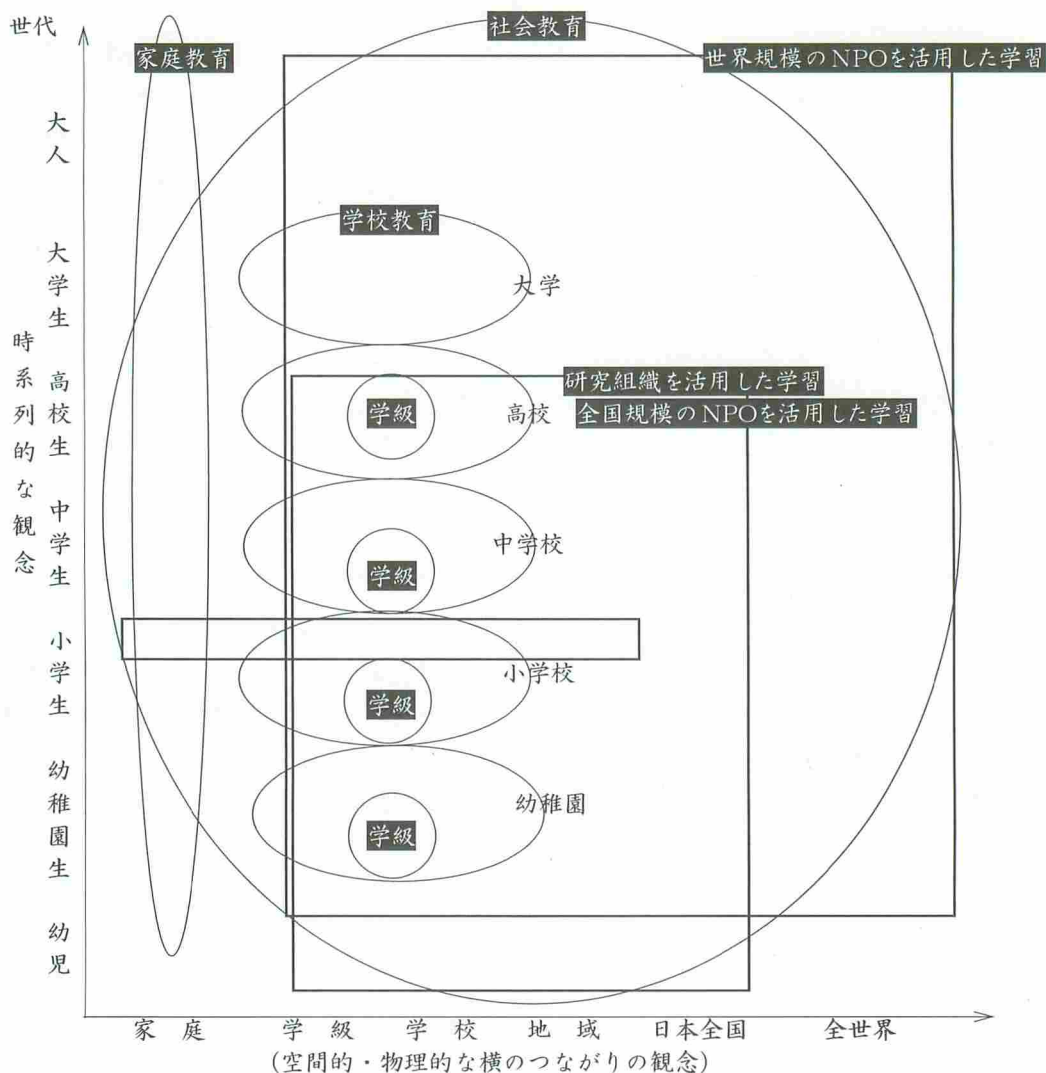 世代
社会教育
家庭教育
世界規模のNPOを活用した学習
大人
学校教育
大学生
大学
時系列的な観念
研究組織を活用した学習
高校生
学級
高校
全国規模のNPOを活用した学習
中学生
中学校
学級
小学生
小学校
学級
幼稚園生
幼稚園
学級
幼児
家庭 学級 学校 地域 日本全国 全世界
(空間的・物理的な横のつながりの観念)